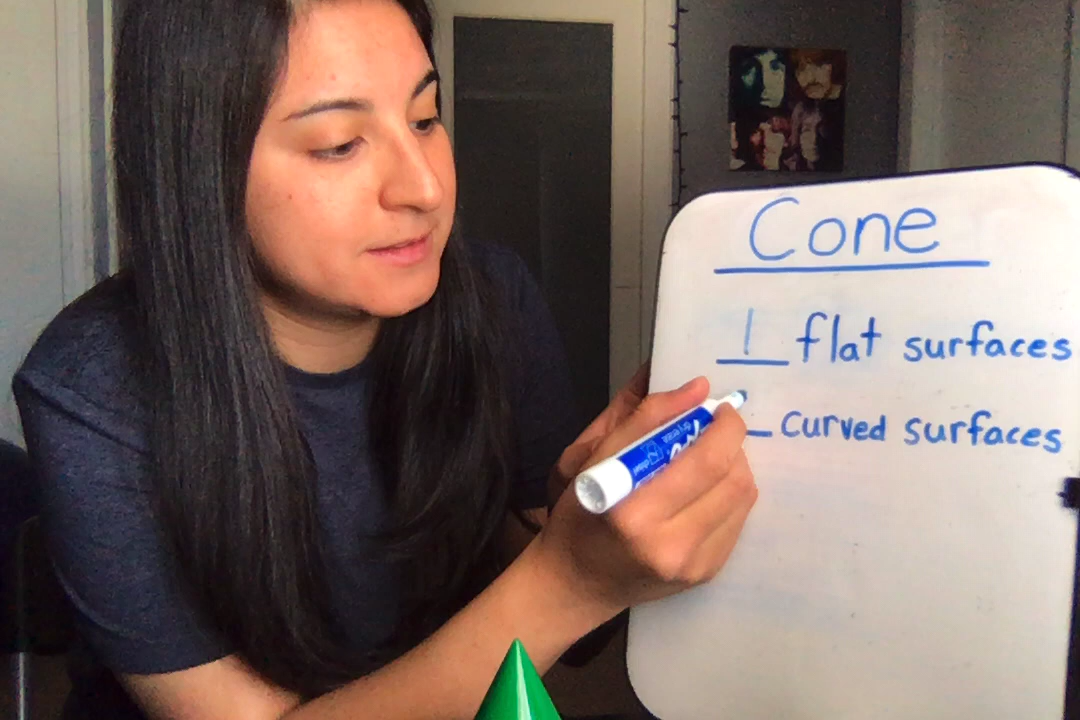 Cone
1 flat surfaces
_ curved surfaces